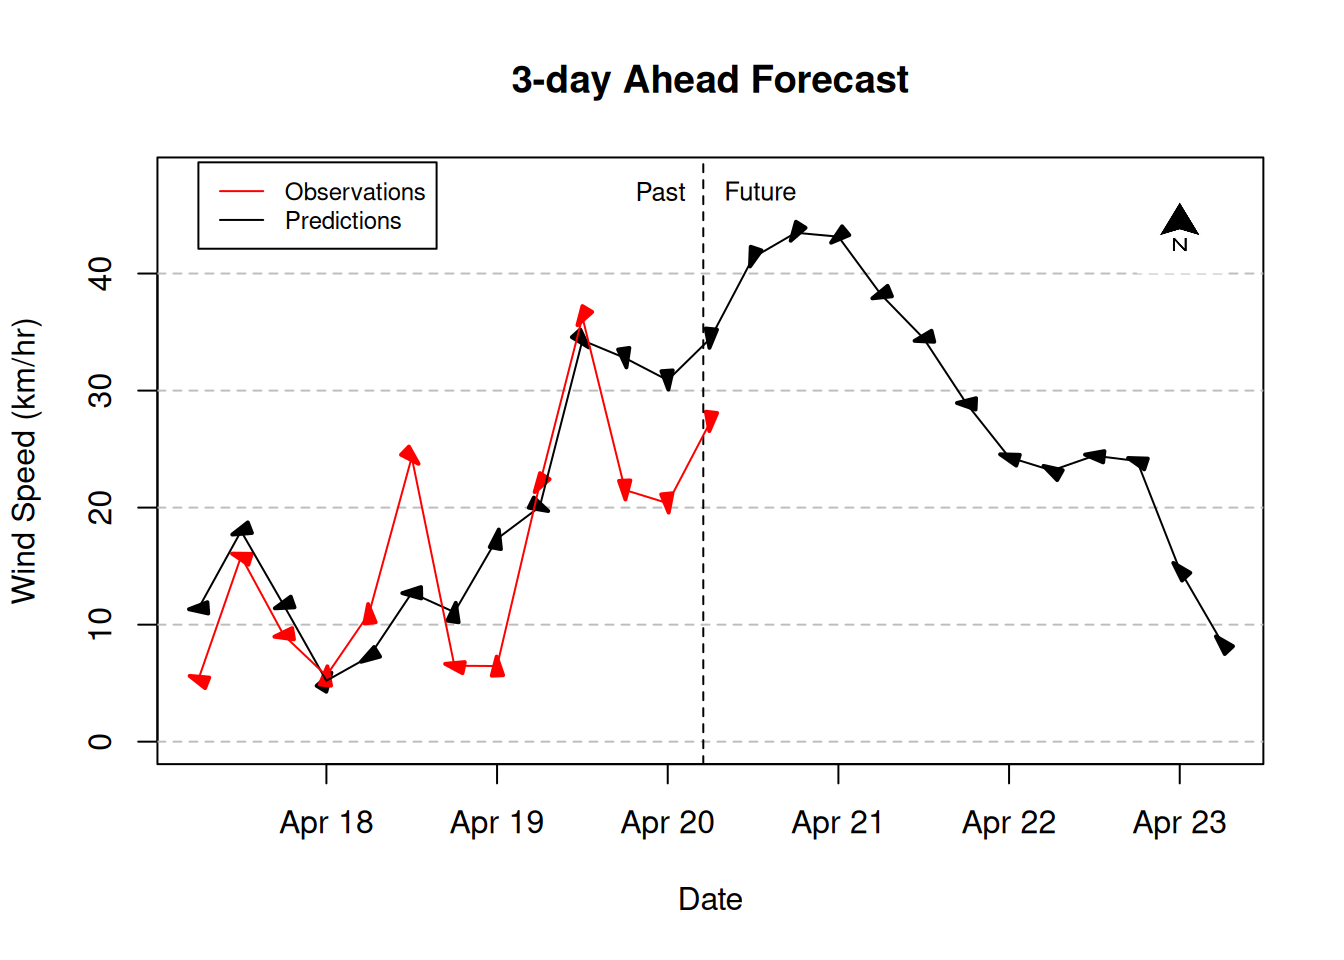 3-day Ahead Forecast
Observations
Predictions
Past
Future
N
Wind Speed (km/hr)
40
30
20
10
0
Apr 18
Apr 19
Apr 20
Apr 21
Apr 22
Apr 23
Date